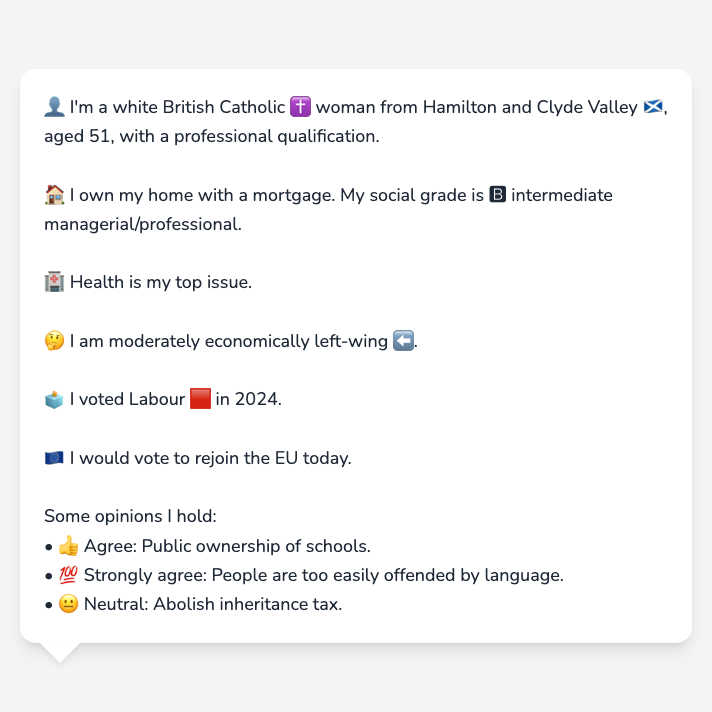 👤 I'm a white British Catholic ✝️ woman from Hamilton and Clyde Valley 🏴󠁧󠁢󠁳󠁣󠁴󠁿,
aged 51, with a professional qualification.
🏠 I own my home with a mortgage. My social grade is 🅱 intermediate
managerial/professional.
🏥 Health is my top issue.
🤔 I am moderately economically left-wing ⬅️.
🗳️ I voted Labour 🟥 in 2024.
🇪🇺 I would vote to rejoin the EU today.
Some opinions I hold:
• 👍 Agree: Public ownership of schools.
• 💯 Strongly agree: People are too easily offended by language.
• 😐 Neutral: Abolish inheritance tax.